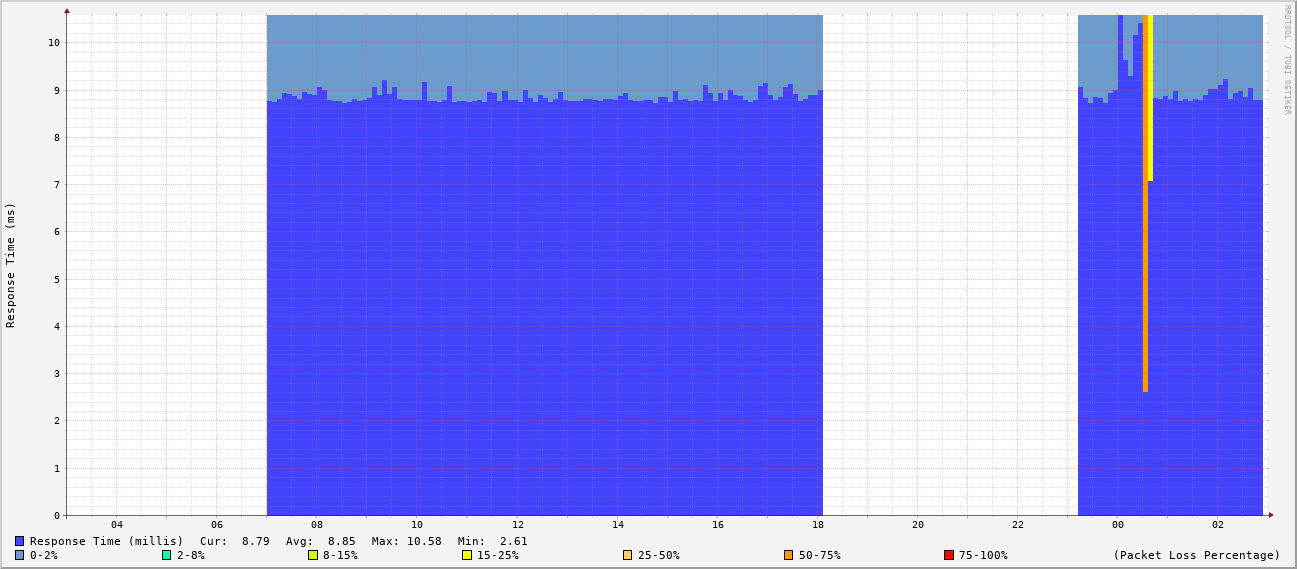 RRDTOOL / TOBI OETIKER
Response Time (ms)
10
9
8
7
6
5
4
3
2
1
0
04 06 08 10 12 14 16 18 20 22 00 02
Response Time (millis) Cur: 8.79 Avg: 8.85 Max: 10.58 Min: 2.61
0-2% 2-8% 8-15% 15-25% 25-50% 50-75% 75-100% (Packet Loss Percentage)